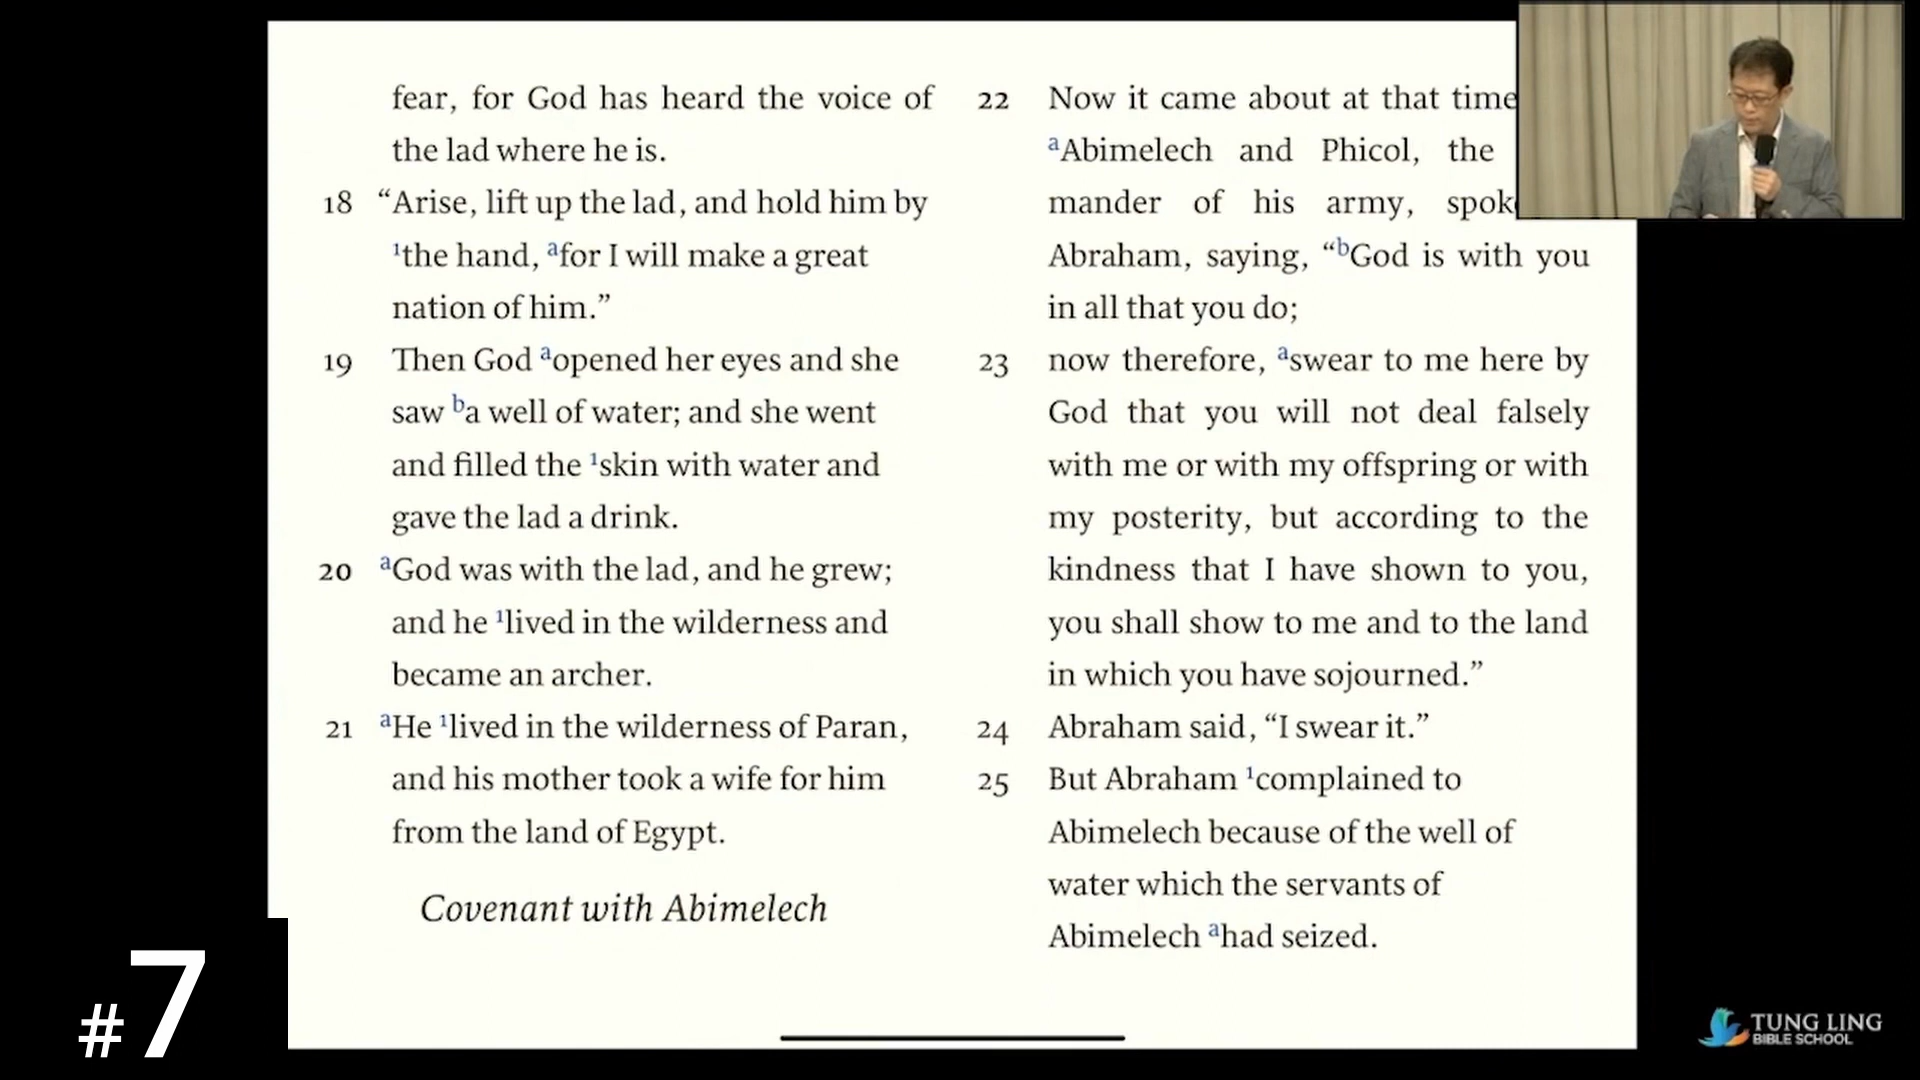 fear, for God has heard the voice of
the lad where he is.
18 “Arise, lift up the lad, and hold him by
1the hand, afor I will make a great
nation of him.”
19 Then God aopened her eyes and she
saw ba well of water; and she went
and filled the 1skin with water and
gave the lad a drink.
20 aGod was with the lad, and he grew;
and he 1lived in the wilderness and
became an archer.
21 aHe 1lived in the wilderness of Paran,
and his mother took a wife for him
from the land of Egypt.
Covenant with Abimelech
22 Now it came about at that time
aAbimelech and Phicol, the
mander of his army,
Abraham, saying, “bGod is with you
in all that you do;
23 now therefore, aswear to me here by
God that you will not deal falsely
with me or with my offspring or with
my posterity, but according to the
kindness that I have shown to you,
you shall show to me and to the land
in which you have sojourned.”
24 Abraham said, “I swear it.”
25 But Abraham 1complained to
Abimelech because of the well of
water which the servants of
Abimelech ahad seized.
#7
TUNG LING
BIBLE SCHOOL